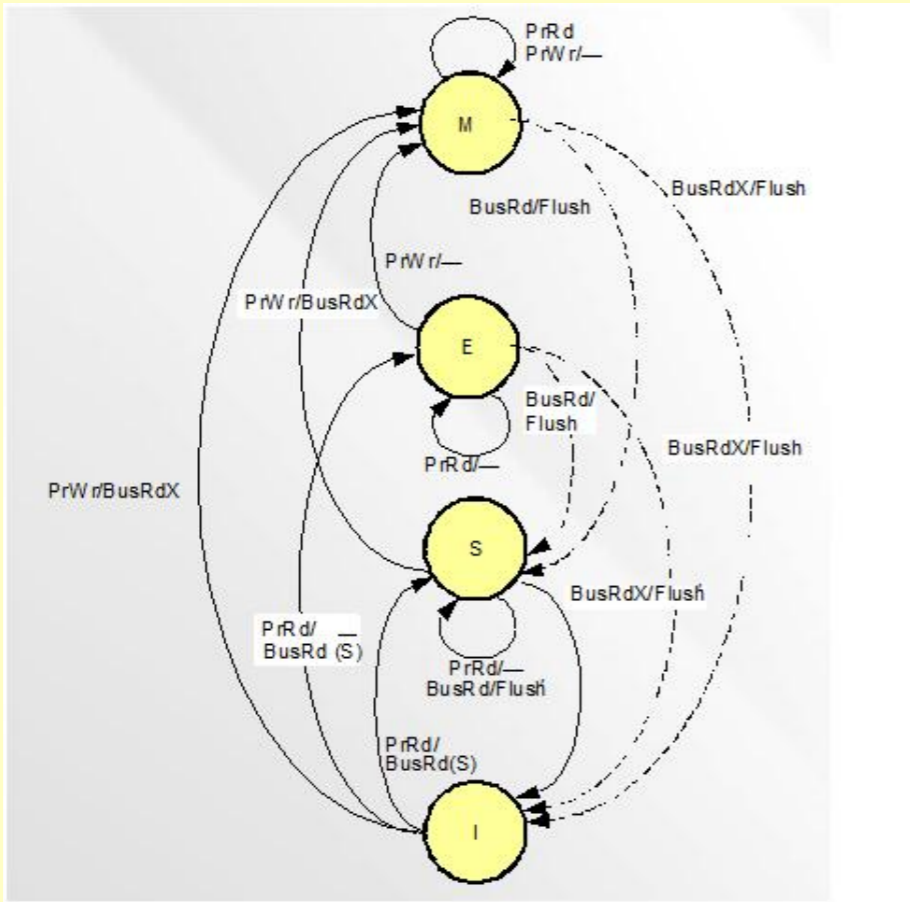 PrRd
PrWr/—
M
BusRd/Flush
BusRdX/Flush
PrWr/—
PrWr/BusRdX
E
BusRd/
Flush
BusRdX/Flush
PrRd/—
PrWr/BusRdX
S
BusRdX/Flush́
PrRd/
BusRd (S̅)
PrRd/—
BusRd/Flush́
PrRd/
BusRd(S)
I